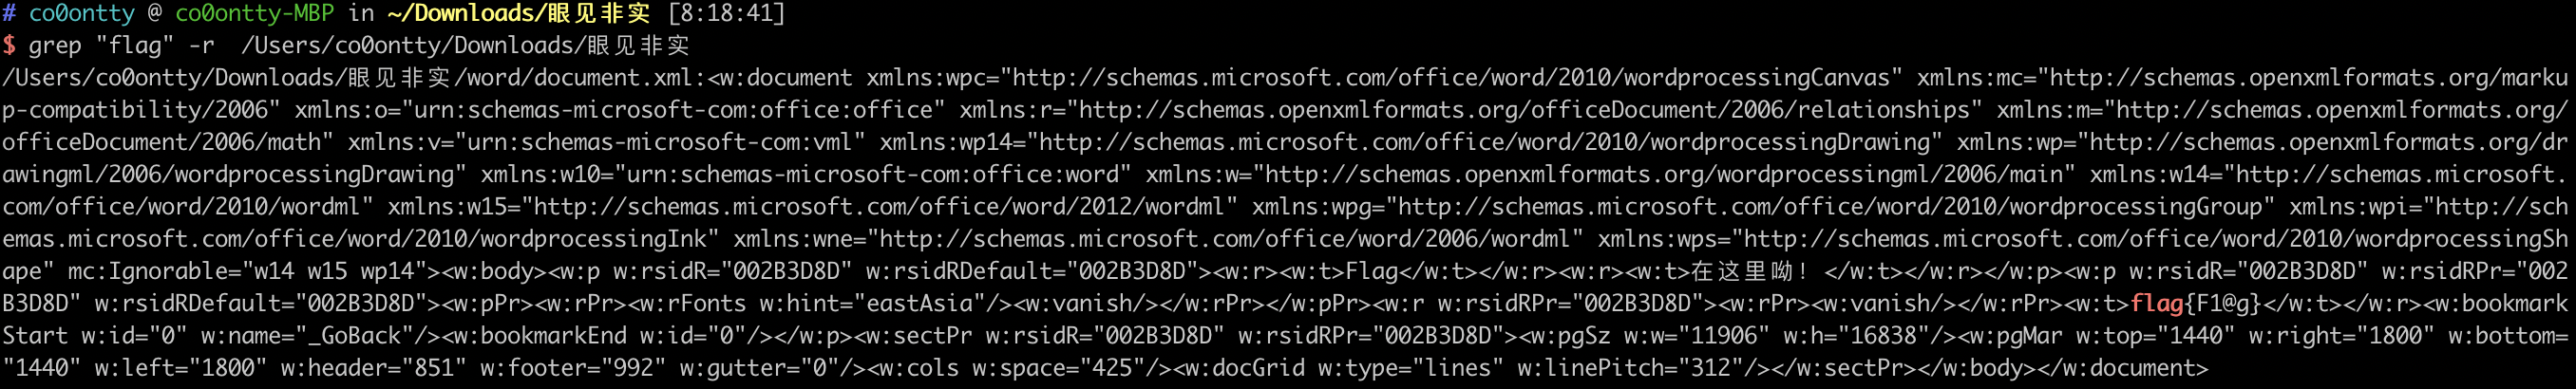 # co0ontty @ co0ontty-MBP in ~/Downloads/眼见非实 [8:18:41]
$ grep "flag" -r  /Users/co0ontty/Downloads/眼见非实
/Users/co0ontty/Downloads/眼见非实/word/document.xml:<w:document xmlns:wpc="http://schemas.microsoft.com/office/word/2010/wordprocessingCanvas" xmlns:mc="http://schemas.openxmlformats.org/marku
p-compatibility/2006" xmlns:o="urn:schemas-microsoft-com:office:office" xmlns:r="http://schemas.openxmlformats.org/officeDocument/2006/relationships" xmlns:m="http://schemas.openxmlformats.org/
officeDocument/2006/math" xmlns:v="urn:schemas-microsoft-com:vml" xmlns:wp14="http://schemas.microsoft.com/office/word/2010/wordprocessingDrawing" xmlns:wp="http://schemas.openxmlformats.org/dr
awingml/2006/wordprocessingDrawing" xmlns:w10="urn:schemas-microsoft-com:office:word" xmlns:w="http://schemas.openxmlformats.org/wordprocessingml/2006/main" xmlns:w14="http://schemas.microsoft.
com/office/word/2010/wordml" xmlns:w15="http://schemas.microsoft.com/office/word/2012/wordml" xmlns:wpg="http://schemas.microsoft.com/office/word/2010/wordprocessingGroup" xmlns:wpi="http://sch
emas.microsoft.com/office/word/2010/wordprocessingInk" xmlns:wne="http://schemas.microsoft.com/office/word/2006/wordml" xmlns:wps="http://schemas.microsoft.com/office/word/2010/wordprocessingSh
ape" mc:Ignorable="w14 w15 wp14"><w:body><w:p w:rsidR="002B3D8D" w:rsidRDefault="002B3D8D"><w:r><w:t>Flag</w:t></w:r><w:r><w:t>在这里呦！</w:t></w:r></w:p><w:p w:rsidR="002B3D8D" w:rsidRPr="002
B3D8D" w:rsidRDefault="002B3D8D"><w:pPr><w:rPr><w:rFonts w:hint="eastAsia"/><w:vanish/></w:rPr></w:pPr><w:r w:rsidRPr="002B3D8D"><w:rPr><w:vanish/></w:rPr><w:t>flag{F1@g}</w:t></w:r><w:bookmark
Start w:id="0" w:name="_GoBack"/><w:bookmarkEnd w:id="0"/></w:p><w:sectPr w:rsidR="002B3D8D" w:rsidRPr="002B3D8D"><w:pgSz w:w="11906" w:h="16838"/><w:pgMar w:top="1440" w:right="1800" w:bottom=
"1440" w:left="1800" w:header="851" w:footer="992" w:gutter="0"/><w:cols w:space="425"/><w:docGrid w:type="lines" w:linePitch="312"/></w:sectPr></w:body></w:document>